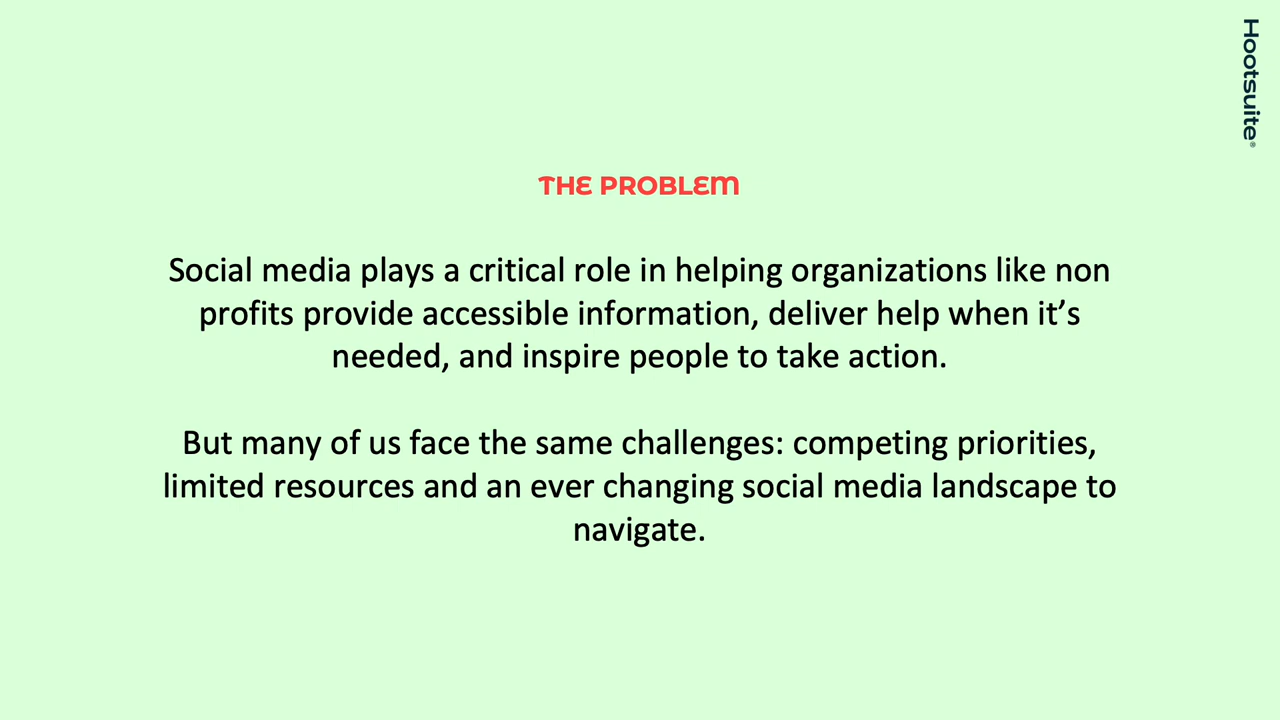 Hootsuite®
THE PROBLEM
Social media plays a critical role in helping organizations like non
profits provide accessible information, deliver help when it’s
needed, and inspire people to take action.
But many of us face the same challenges: competing priorities,
limited resources and an ever changing social media landscape to
navigate.